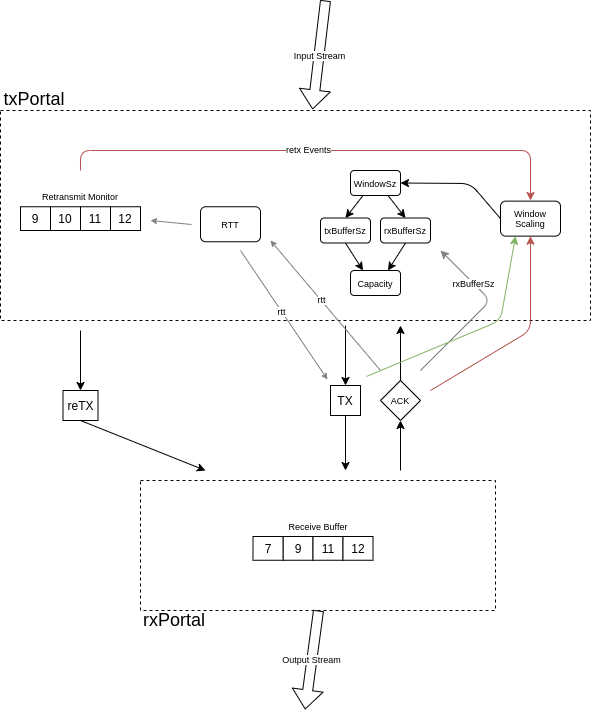 Input Stream
txPortal
retx Events
Retransmit Monitor
9 10 11 12
RTT
WindowSz
txBufferSz rxBufferSz
Capacity
Window
Scaling
rxBufferSz
rtt
rtt
reTX
TX
ACK
Receive Buffer
7 9 11 12
rxPortal
Output Stream